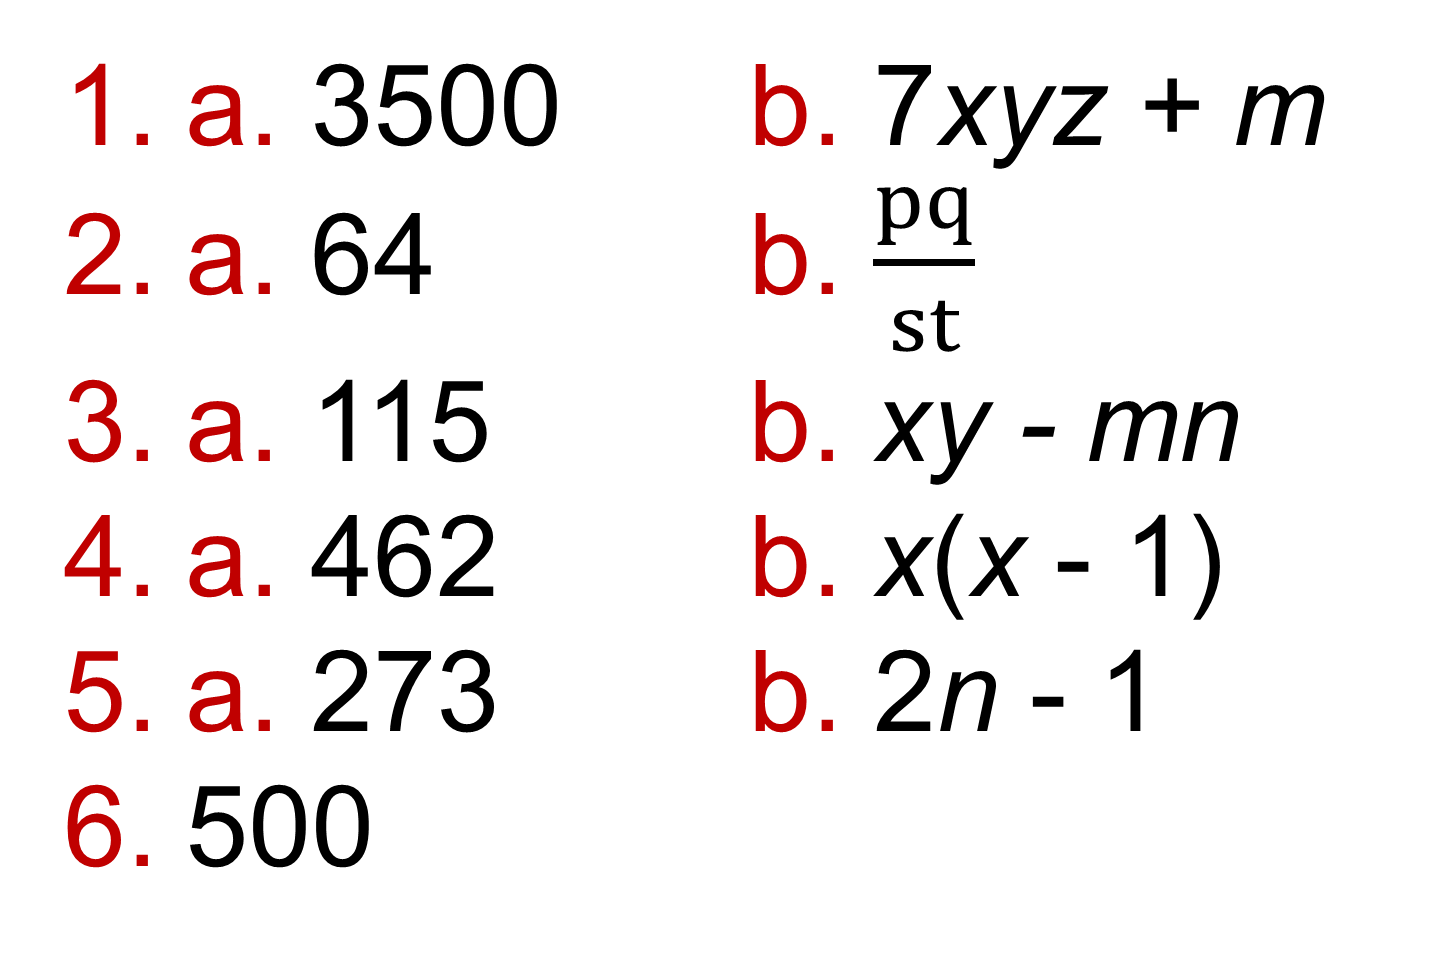 1. a. 3500 b. 7xyz + m
2. a. 64 b. pq/st
3. a. 115 b. xy - mn
4. a. 462 b. x(x - 1)
5. a. 273 b. 2n - 1
6. 500